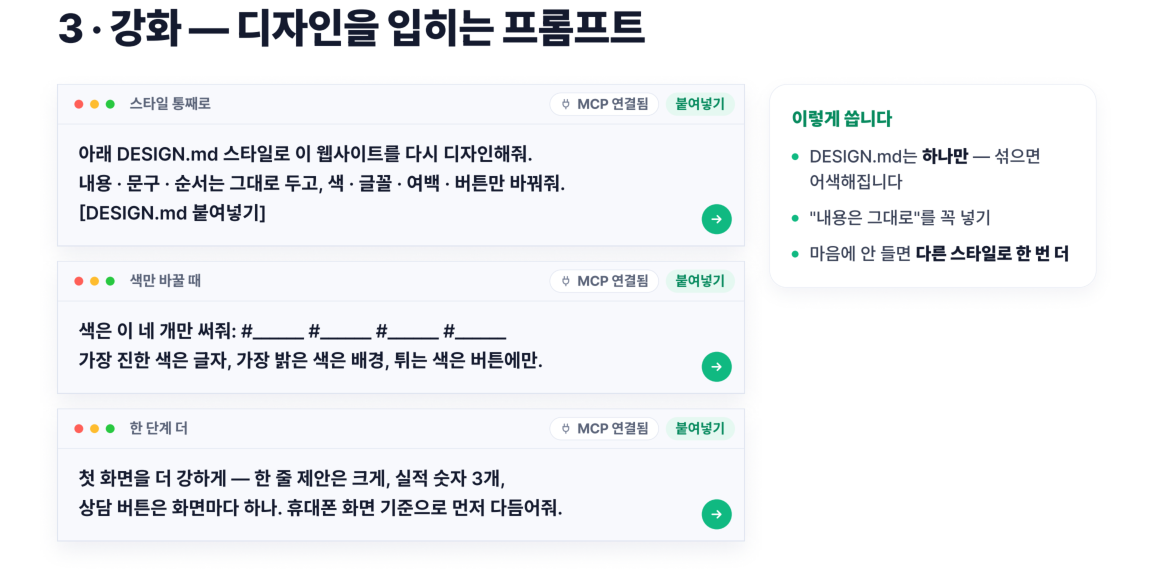 3 · 강화 — 디자인을 입히는 프롬프트
스타일 통째로
MCP 연결됨
붙여넣기
아래 DESIGN.md 스타일로 이 웹사이트를 다시 디자인해줘.
내용 · 문구 · 순서는 그대로 두고, 색 · 글꼴 · 여백 · 버튼만 바꿔줘.
[DESIGN.md 붙여넣기]
색만 바꿀 때
MCP 연결됨
붙여넣기
색은 이 네 개만 써줘: #______ #______ #______ #______
가장 진한 색은 글자, 가장 밝은 색은 배경, 튀는 색은 버튼에만.
한 단계 더
MCP 연결됨
붙여넣기
첫 화면을 더 강하게 — 한 줄 제안은 크게, 실적 숫자 3개,
상담 버튼은 화면마다 하나. 휴대폰 화면 기준으로 먼저 다듬어줘.
이렇게 씁니다
DESIGN.md는 하나만 — 섞으면
어색해집니다
"내용은 그대로"를 꼭 넣기
마음에 안 들면 다른 스타일로 한 번 더